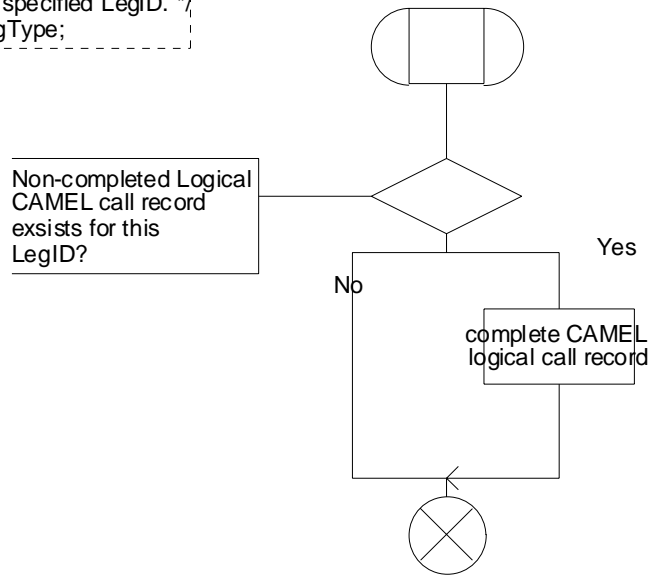 specified LegID. */
gType;
Non-completed Logical
CAMEL call record
exsists for this
LegID?
Yes
No
complete CAMEL
logical call record